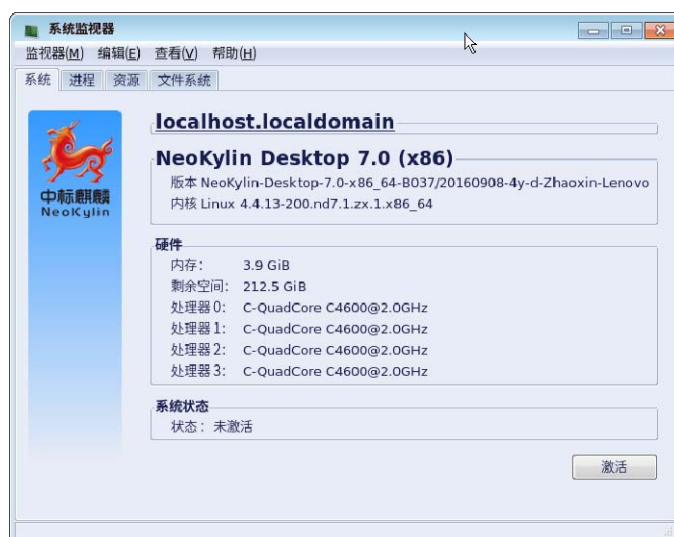 系统监视器
监视器(M) 编辑(E) 查看(V) 帮助(H)
系统 进程 资源 文件系统
中标麒麟
NeoKylin
localhost.localdomain
NeoKylin Desktop 7.0 (x86)
版本 NeoKylin-Desktop-7.0-x86_64-B037/20160908-4y-d-Zhaoxin-Lenovo
内核 Linux 4.4.13-200.nd7.1.zx.1.x86_64
硬件
内存: 3.9 GiB
剩余空间: 212.5 GiB
处理器0: C-QuadCore C4600@2.0GHz
处理器1: C-QuadCore C4600@2.0GHz
处理器2: C-QuadCore C4600@2.0GHz
处理器3: C-QuadCore C4600@2.0GHz
系统状态
状态: 未激活
激活